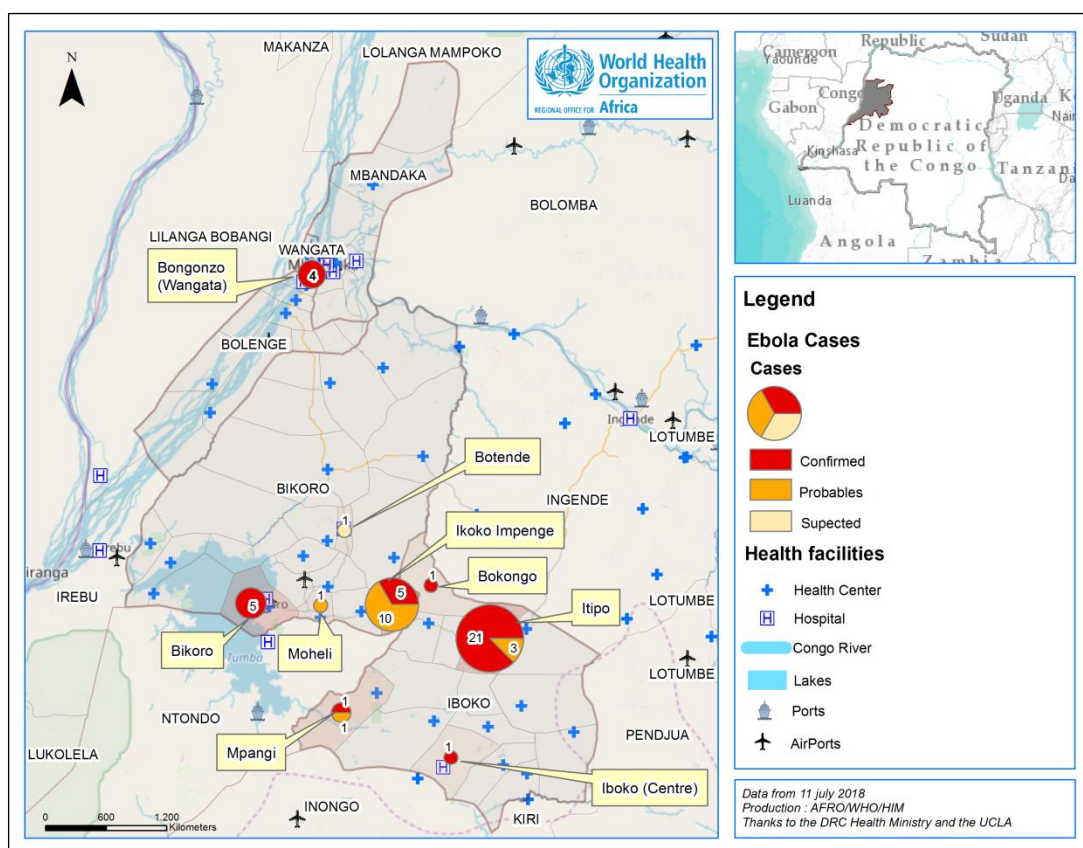 MAKANZA
LOLANGA MAMPOKO
N
World Health
Organization
REGIONAL OFFICE FOR Africa
MBANDAKA
BOLOMBA
LILANGA BOBANGI
WANGATA
Bongonzo
(Wangata)
4
BOLENGE
Ingende
LOTUMBE
Botende
BIKORO
INGENDE
1
Ikoko Impenge
Bokongo
1
5
10
1
Itipo
IREBU
5
21
3
LOTUMBE
Bikoro
Moheli
LOTUMBE
Tumba
NTONDO
1
1
IBOKO
PENDJUA
LUKOLELA
Mpangi
1
Iboko (Centre)
INONGO
KIRI
0 600 1,200
Kilometers
Cameroon
Yaounde
Republic
Sudan
Congo
Gabon
Uganda
Democratic
Republic of
the Congo
Kinshasa
Tanzani
Luanda
Angola
Zambia
Legend
Ebola Cases
Cases
Confirmed
Probables
Supected
Health facilities
Health Center
Hospital
Congo River
Lakes
Ports
AirPorts
Data from 11 july 2018
Production : AFRO/WHO/HIM
Thanks to the DRC Health Ministry and the UCLA